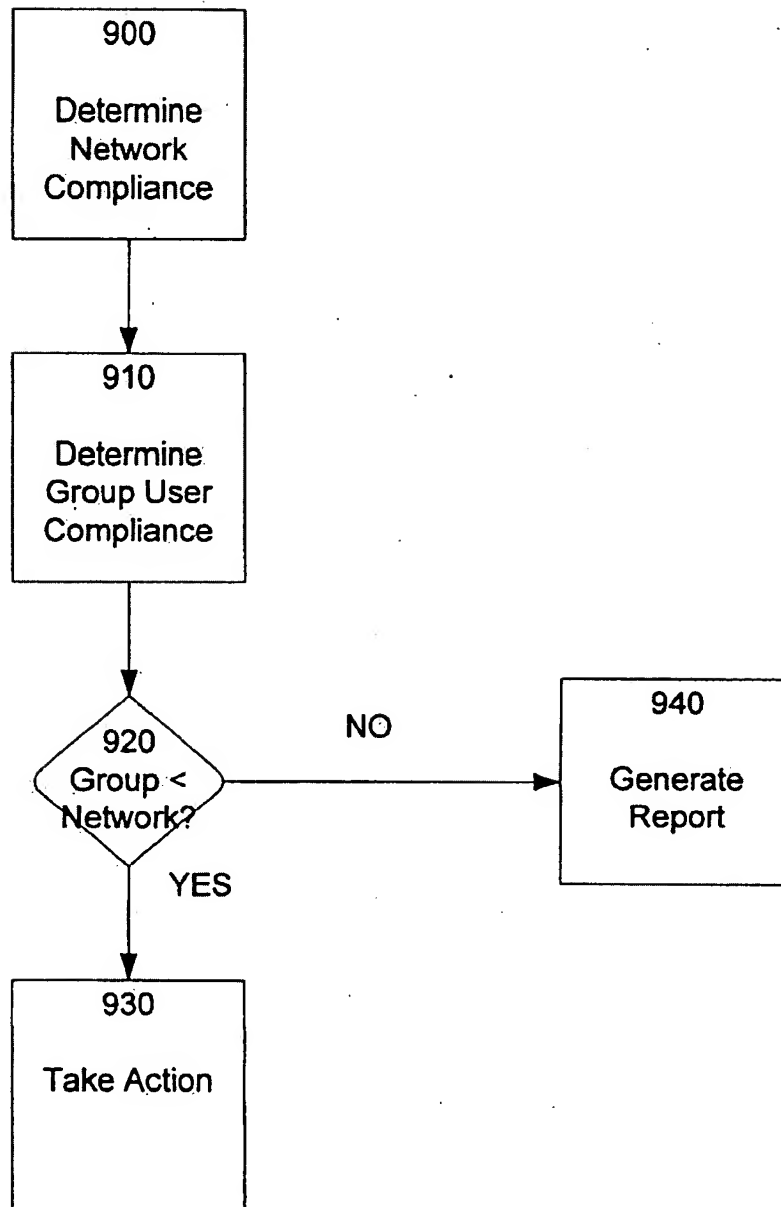 900
Determine
Network
Compliance
910
Determine
Group User
Compliance
920
Group <
Network?
NO
940
Generate
Report
YES
930
Take Action